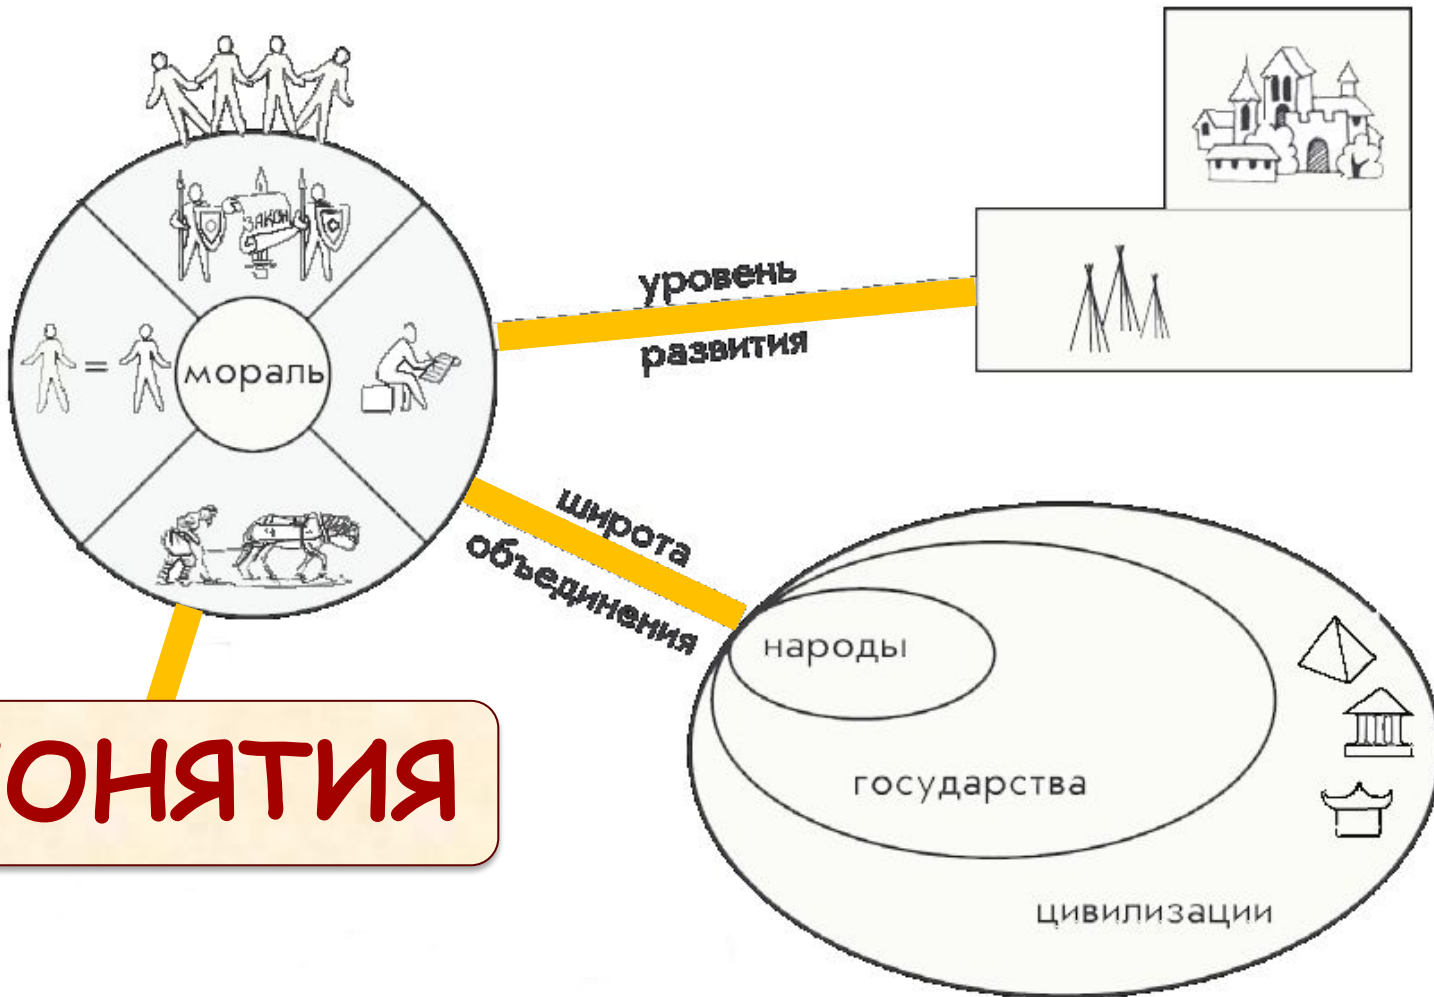 ЗАКОН
мораль
уровень
развития
широта
объединения
народы
государства
цивилизации
ОНЯТИЯ